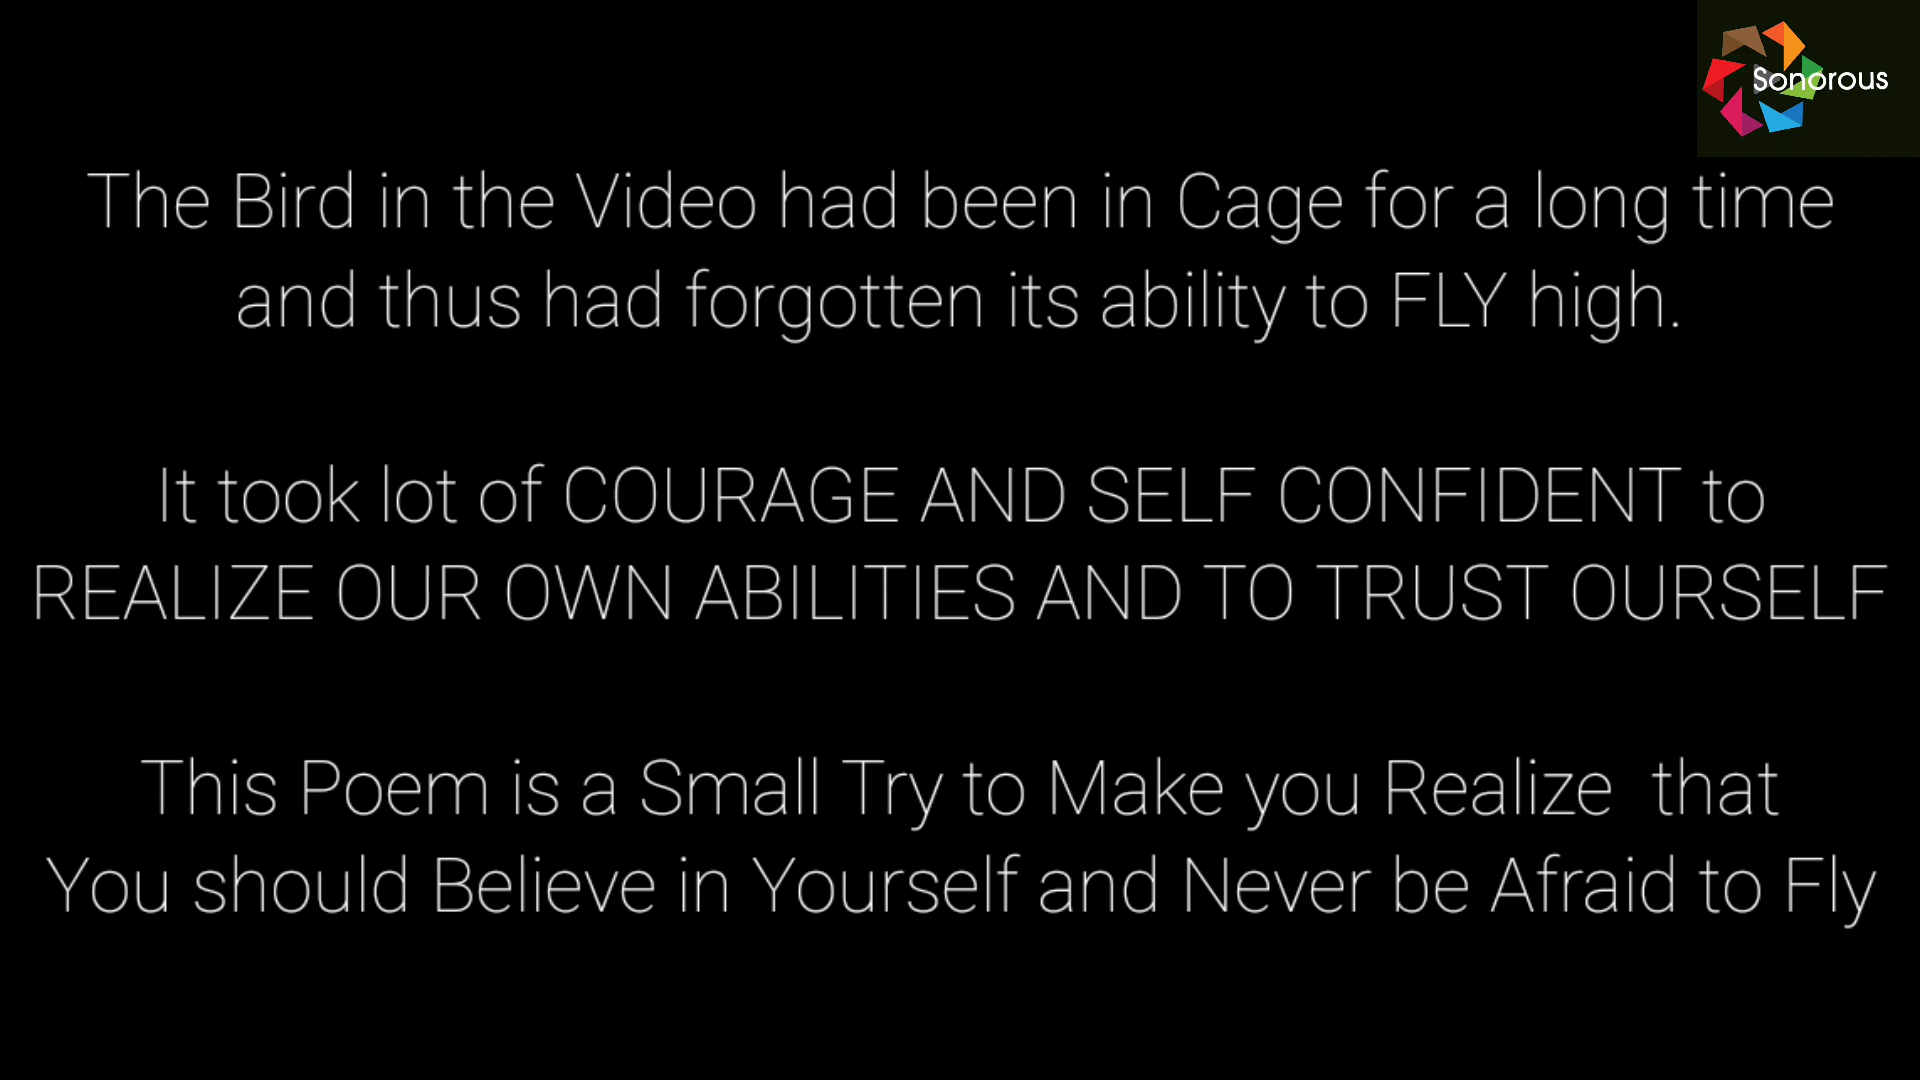 Sonorous
The Bird in the Video had been in Cage for a long time
and thus had forgotten its ability to FLY high.
It took lot of COURAGE AND SELF CONFIDENT to
REALIZE OUR OWN ABILITIES AND TO TRUST OURSELF
This Poem is a Small Try to Make you Realize  that
You should Believe in Yourself and Never be Afraid to Fly